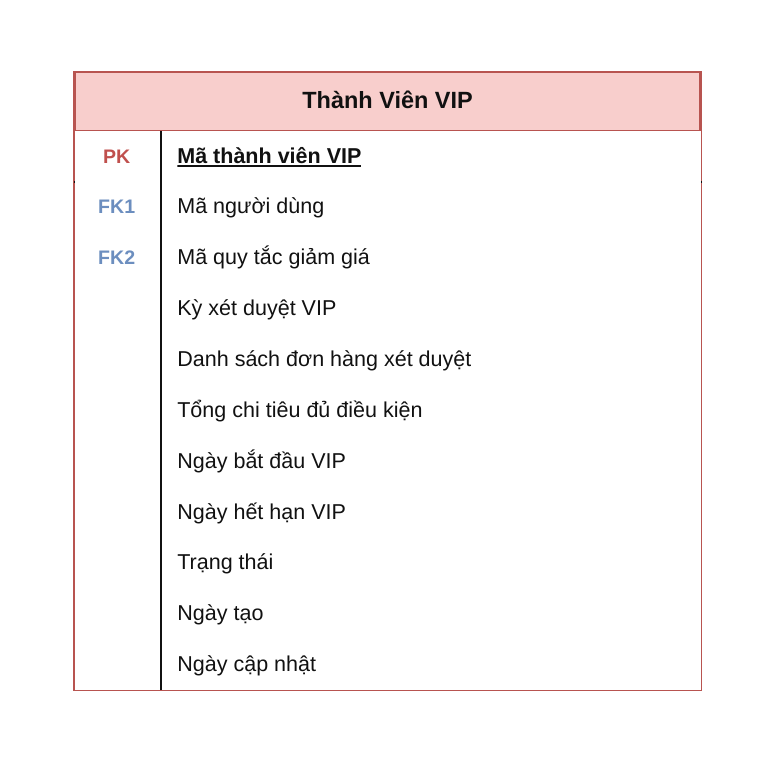 Thành Viên VIP
PK Mã thành viên VIP
FK1 Mã người dùng
FK2 Mã quy tắc giảm giá
Kỳ xét duyệt VIP
Danh sách đơn hàng xét duyệt
Tổng chi tiêu đủ điều kiện
Ngày bắt đầu VIP
Ngày hết hạn VIP
Trạng thái
Ngày tạo
Ngày cập nhật